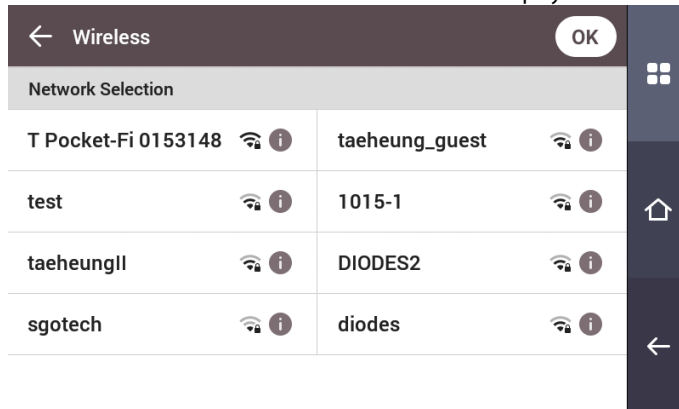 Wireless
OK
Network Selection
T Pocket-Fi 0153148
taeheung_guest
test
1015-1
taeheungII
DIODES2
sgotech
diodes